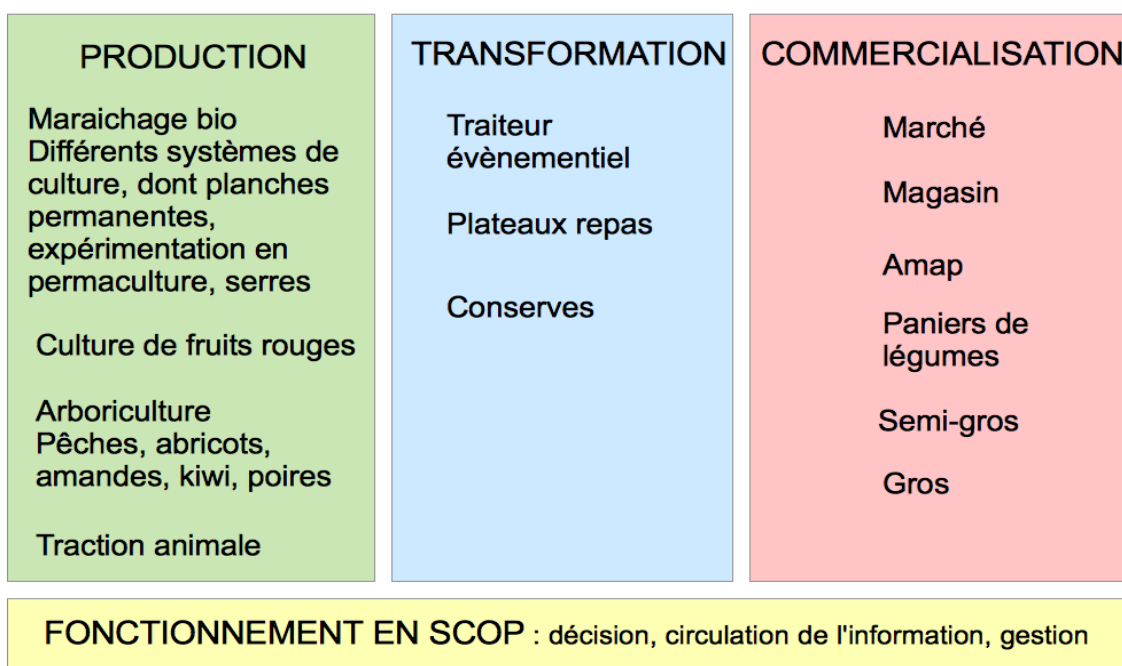 PRODUCTION
Maraichage bio
Différents systèmes de
culture, dont planches
permanentes,
expérimentation en
permaculture, serres
Culture de fruits rouges
Arboriculture
Pêches, abricots,
amandes, kiwi, poires
Traction animale
TRANSFORMATION
Traiteur
évènementiel
Plateaux repas
Conserves
COMMERCIALISATION
Marché
Magasin
Amap
Paniers de
légumes
Semi-gros
Gros
FONCTIONNEMENT EN SCOP : décision, circulation de l'information, gestion